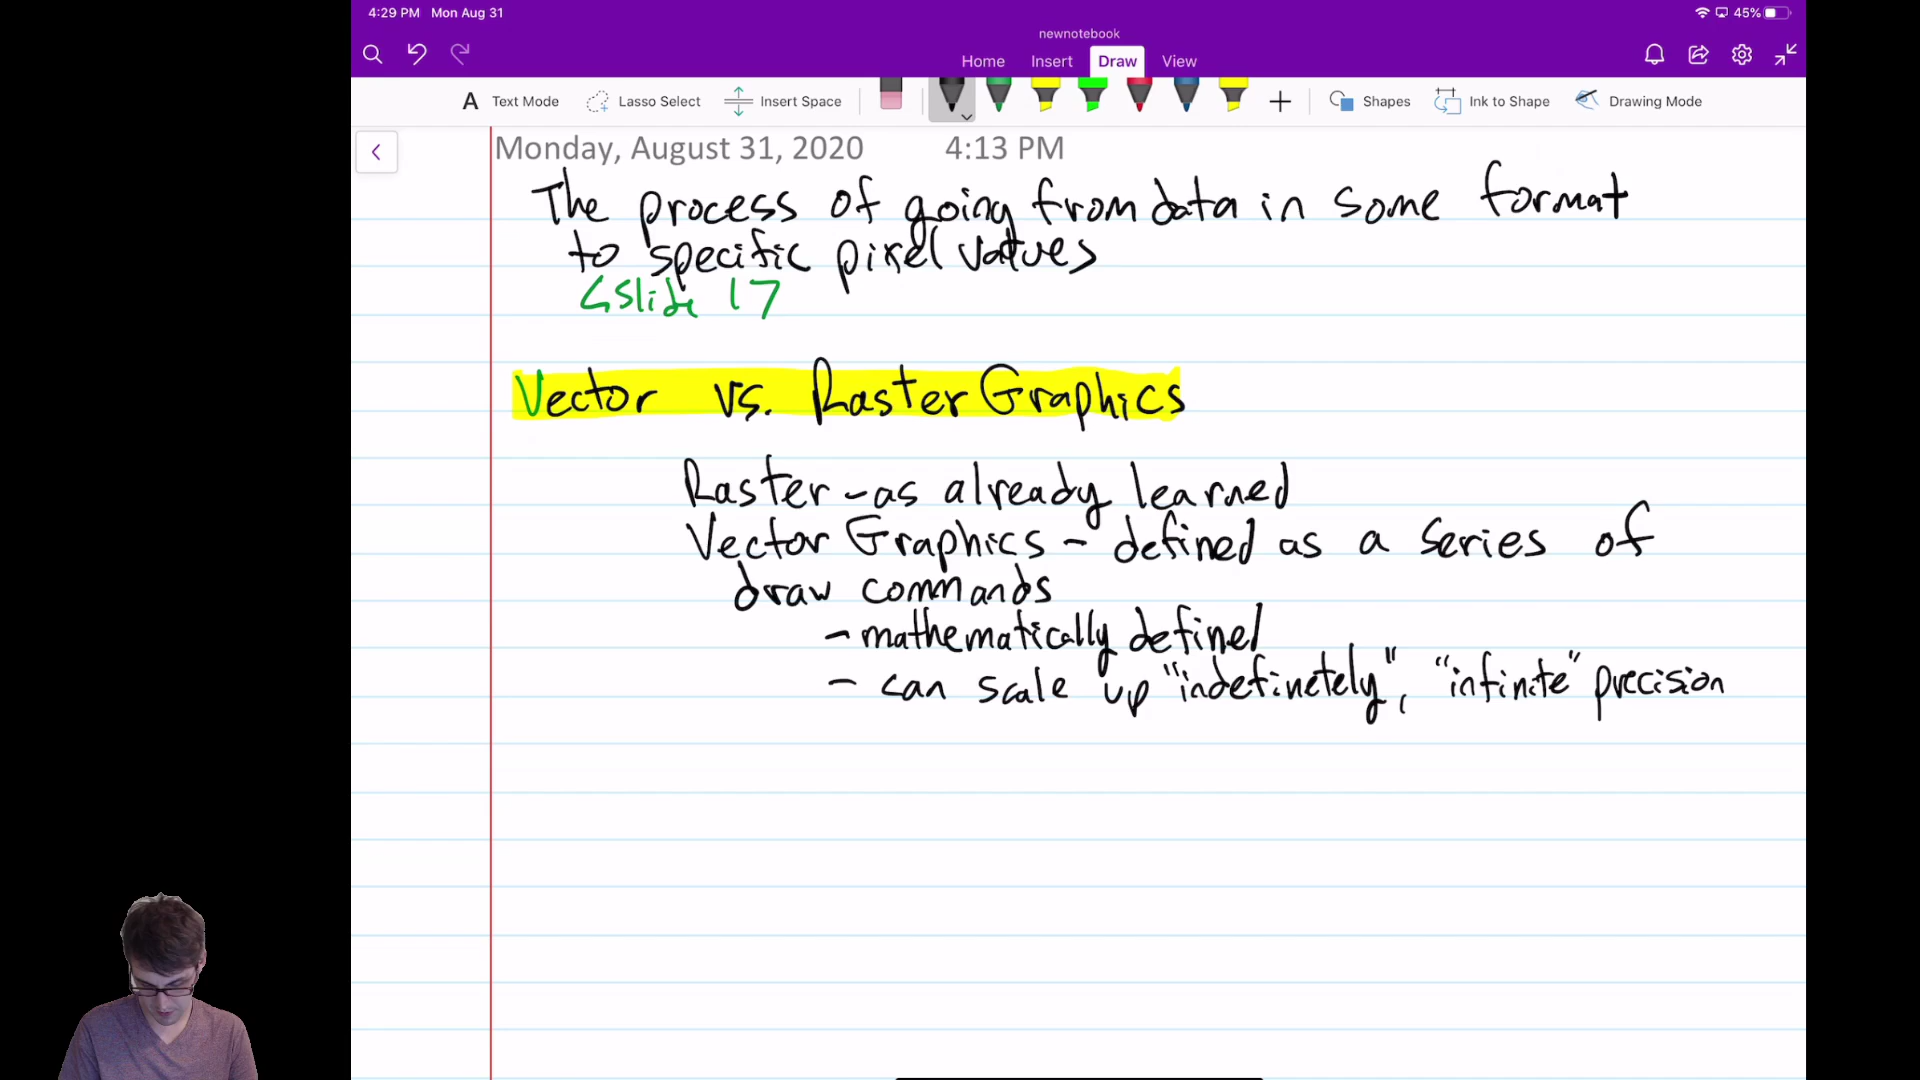 4:29 PM Mon Aug 31
45%
newnotebook
Home Insert Draw View
A Text Mode Lasso Select Insert Space Shapes Ink to Shape Drawing Mode
Monday, August 31, 2020 4:13 PM
The process of going from data in some format
to specific pixel values
Slide 17
Vector vs. Raster Graphics
Raster - as already learned
Vector Graphics - defined as a series of
draw commands
- mathematically defined
- can scale up "indefinetely", "infinite" precision